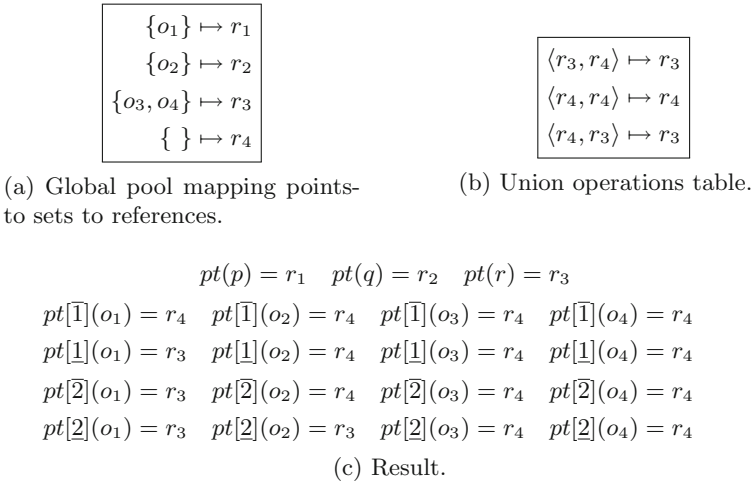 {o₁} ↦ r₁
{o₂} ↦ r₂
{o₃, o₄} ↦ r₃
{ } ↦ r₄
(a) Global pool mapping points-
to sets to references.
⟨r₃, r₄⟩ ↦ r₃
⟨r₄, r₄⟩ ↦ r₄
⟨r₄, r₃⟩ ↦ r₃
(b) Union operations table.
pt(p) = r₁ pt(q) = r₂ pt(r) = r₃
pt[1̅](o₁) = r₄ pt[1̅](o₂) = r₄ pt[1̅](o₃) = r₄ pt[1̅](o₄) = r₄
pt[1̲](o₁) = r₃ pt[1̲](o₂) = r₄ pt[1̲](o₃) = r₄ pt[1̲](o₄) = r₄
pt[2̅](o₁) = r₃ pt[2̅](o₂) = r₄ pt[2̅](o₃) = r₄ pt[2̅](o₄) = r₄
pt[2̲](o₁) = r₃ pt[2̲](o₂) = r₃ pt[2̲](o₃) = r₄ pt[2̲](o₄) = r₄
(c) Result.